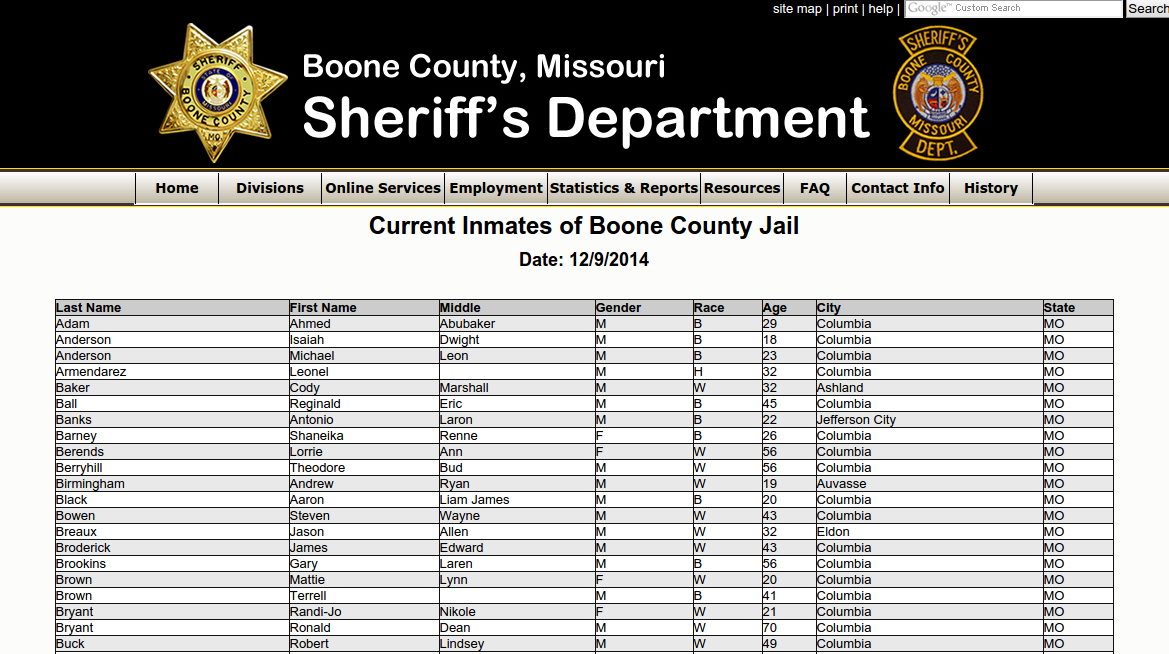 site map | print | help | Google™ Custom Search Search
SHERIFF
STATE OF
MISSOURI
BOONE COUNTY
MO.
Boone County, Missouri
Sheriff's Department
SHERIFF'S
BOONE COUNTY
MISSOURI
DEPT.
Home Divisions Online Services Employment Statistics & Reports Resources FAQ Contact Info History
Current Inmates of Boone County Jail
Date: 12/9/2014
Last Name First Name Middle Gender Race Age City State
Adam Ahmed Abubaker M B 29 Columbia MO
Anderson Isaiah Dwight M B 18 Columbia MO
Anderson Michael Leon M B 23 Columbia MO
Armendarez Leonel M H 32 Columbia MO
Baker Cody Marshall M W 32 Ashland MO
Ball Reginald Eric M B 45 Columbia MO
Banks Antonio Laron M B 22 Jefferson City MO
Barney Shaneika Renne F B 26 Columbia MO
Berends Lorrie Ann F W 56 Columbia MO
Berryhill Theodore Bud M W 56 Columbia MO
Birmingham Andrew Ryan M W 19 Auvasse MO
Black Aaron Liam James M B 20 Columbia MO
Bowen Steven Wayne M W 43 Columbia MO
Breaux Jason Allen M W 32 Eldon MO
Broderick James Edward M W 43 Columbia MO
Brookins Gary Laren M B 56 Columbia MO
Brown Mattie Lynn F W 20 Columbia MO
Brown Terrell M B 41 Columbia MO
Bryant Randi-Jo Nikole F W 21 Columbia MO
Bryant Ronald Dean M W 70 Columbia MO
Buck Robert Lindsey M W 49 Columbia MO